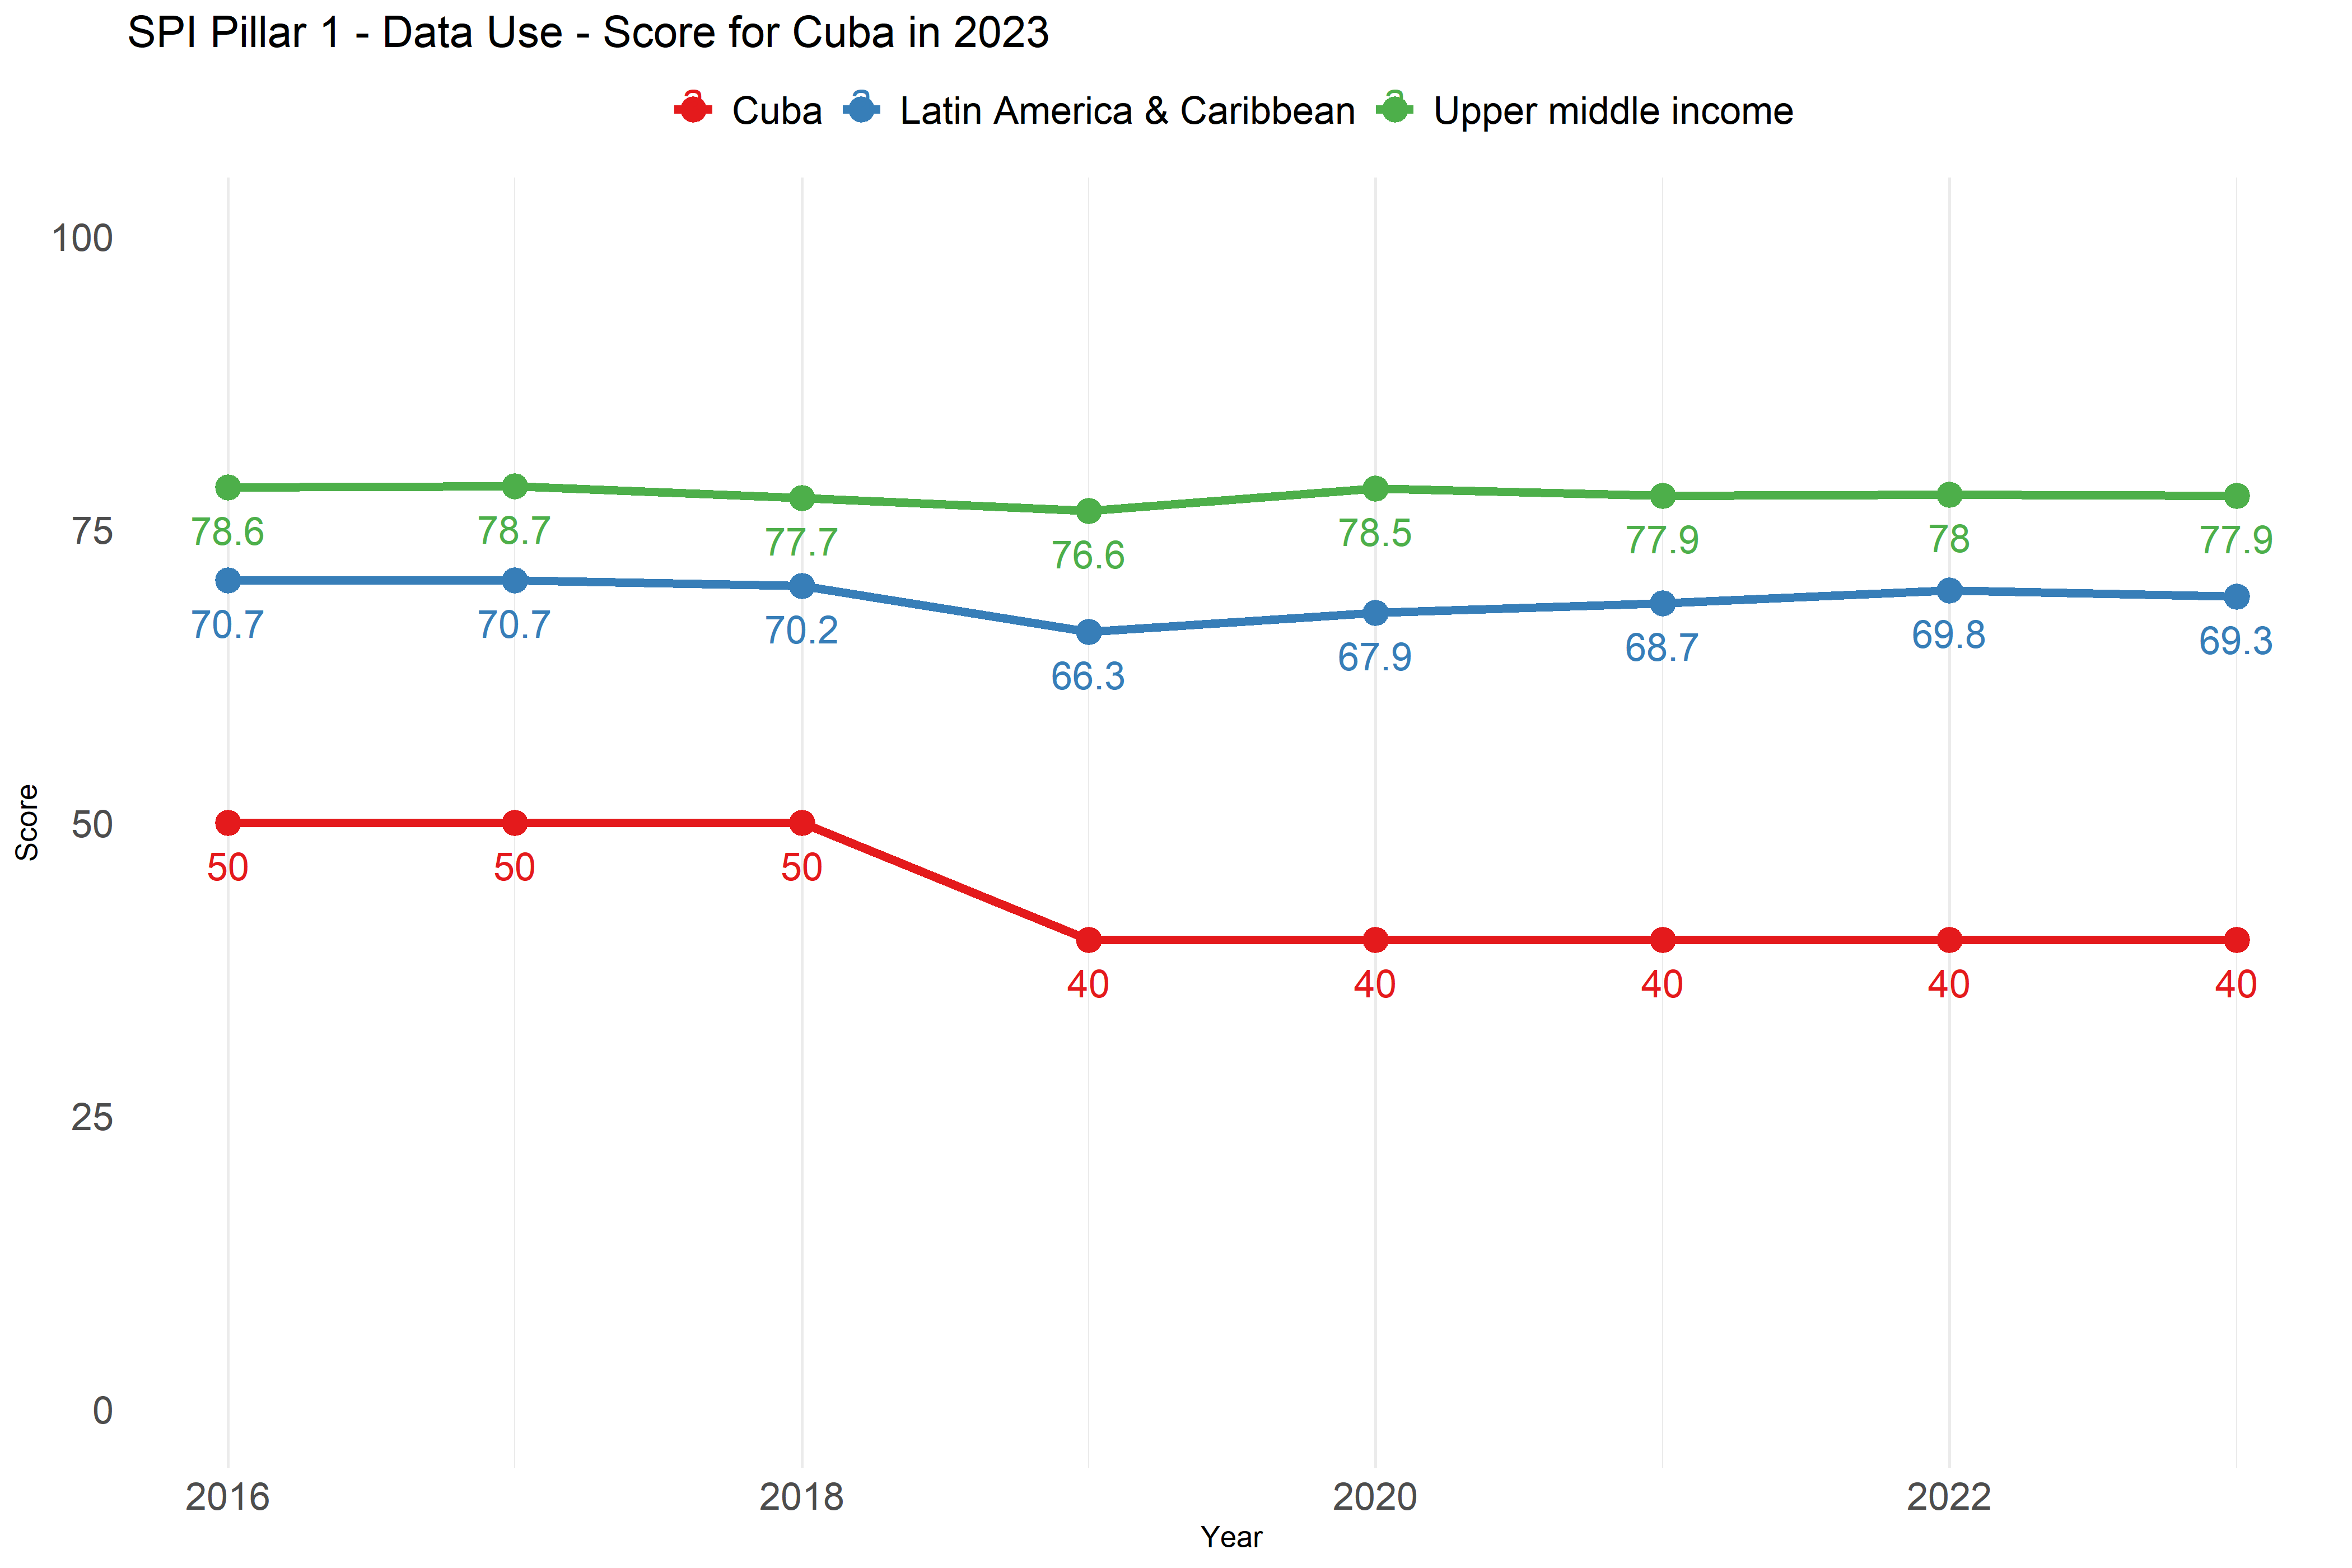 SPI Pillar 1 - Data Use - Score for Cuba in 2023
Cuba Latin America & Caribbean Upper middle income
100
75
50
25
0
Score
78.6 78.7 77.7 76.6 78.5 77.9 78 77.9
70.7 70.7 70.2 66.3 67.9 68.7 69.8 69.3
50 50 50 40 40 40 40 40
2016 2018 2020 2022
Year